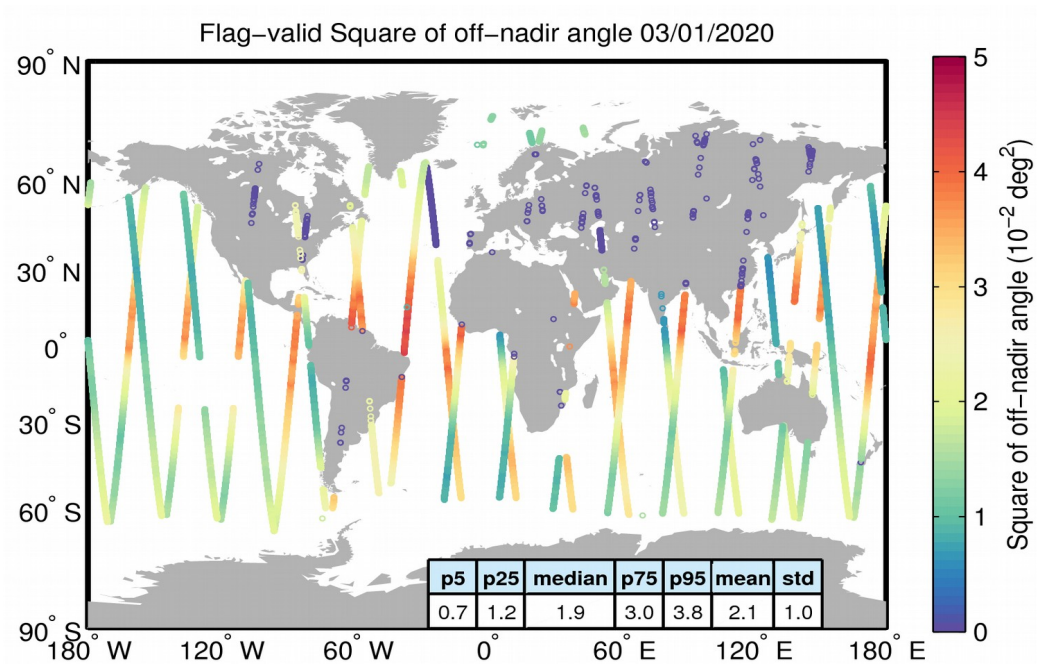 Flag-valid Square of off-nadir angle 03/01/2020
90° N
60° N
30° N
0°
30° S
60° S
90° S
180° W
120° W
60° W
0°
60° E
120° E
180° E
p5 p25 median p75 p95 mean std
0.7 1.2 1.9 3.0 3.8 2.1 1.0
5
4
3
2
1
0
Square of off-nadir angle (10⁻² deg²)